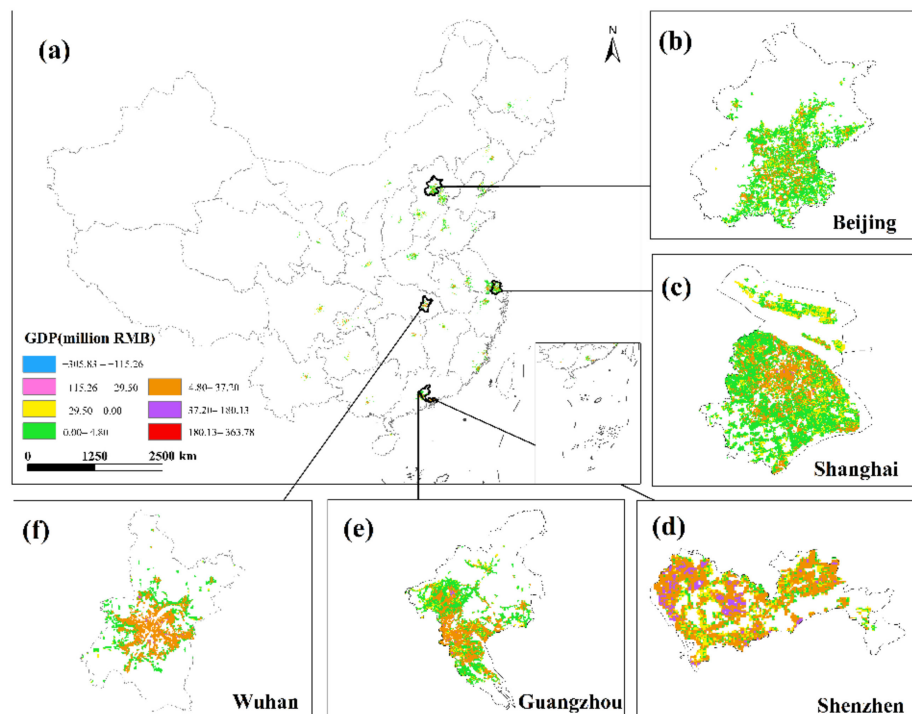 (a)
N
(b)
Beijing
(c)
Shanghai
GDP(million RMB)
−305.83 – −115.26
115.26 29.50
29.50 0.00
0.00– 4.80
4.80– 37.20
37.20– 180.13
180.13– 363.78
0 1250 2500 km
(f)
Wuhan
(e)
Guangzhou
(d)
Shenzhen